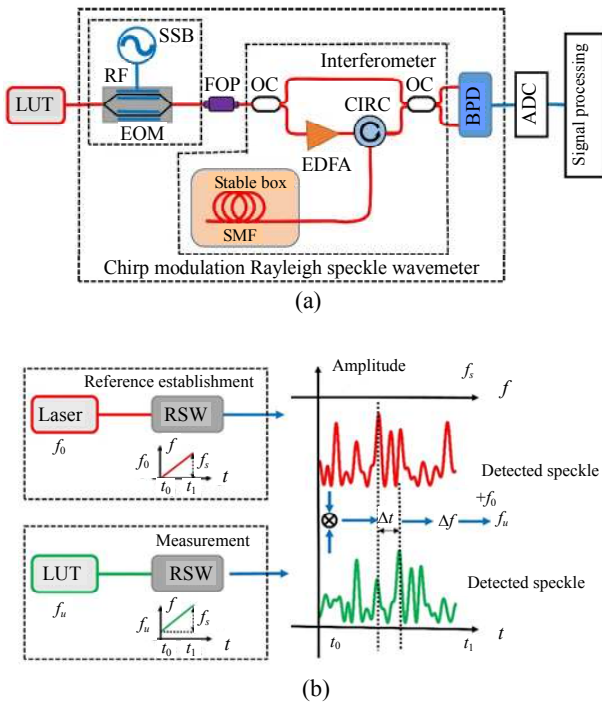 SSB
RF
LUT
EOM
FOP
OC
Interferometer
CIRC
OC
EDFA
BPD
ADC
Signal processing
Stable box
SMF
Chirp modulation Rayleigh speckle wavemeter
(a)
Reference establishment
Laser
RSW
f₀
f
f₀
fₛ
t₀
t₁
t
Measurement
LUT
RSW
fᵤ
f
fᵤ
fₛ
t₀
t₁
t
Amplitude
fₛ
f
Detected speckle
+f₀
Δt
Δf
fᵤ
Detected speckle
t₀
t₁
t
(b)